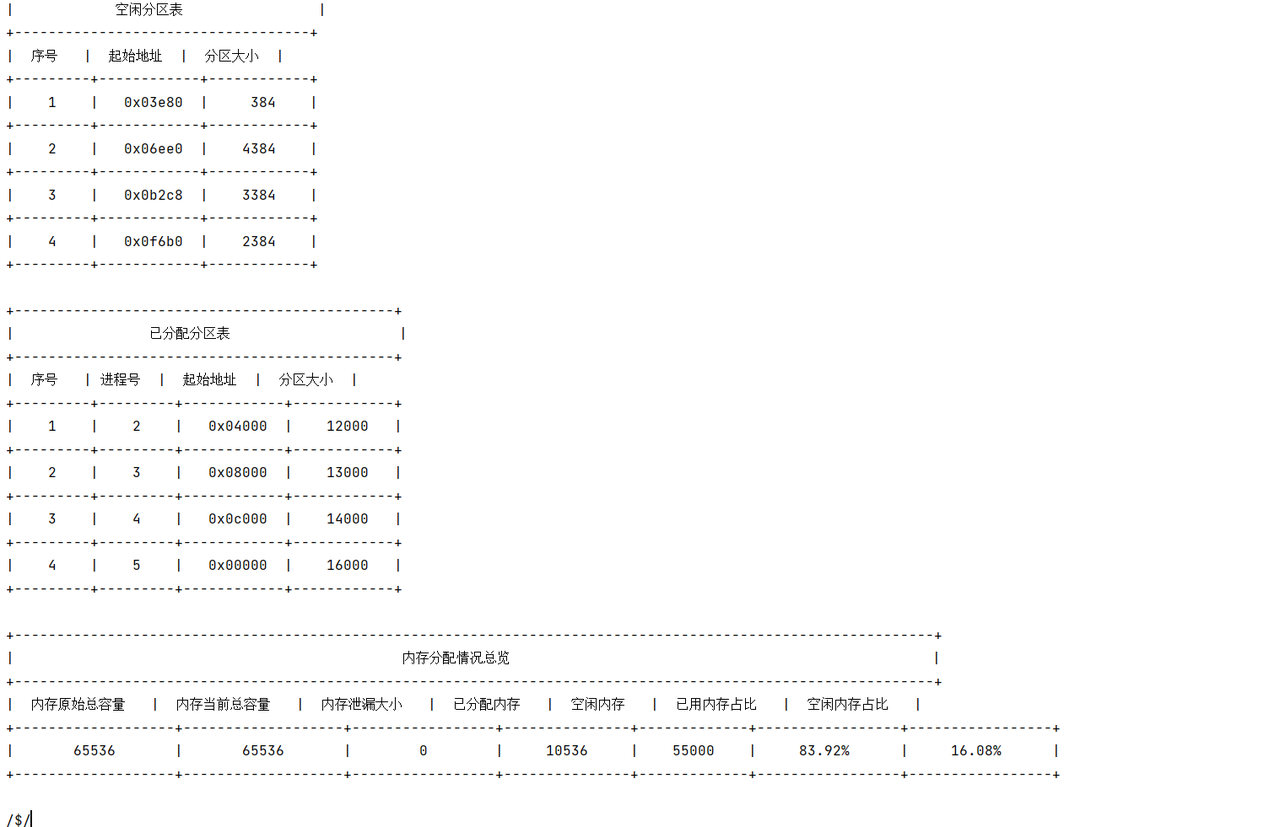 |            空闲分区表                |
+-----------------------------------+
|  序号   |  起始地址  |  分区大小  |
+---------+------------+------------+
|    1    |   0x03e80  |     384    |
+---------+------------+------------+
|    2    |   0x06ee0  |    4384    |
+---------+------------+------------+
|    3    |   0x0b2c8  |    3384    |
+---------+------------+------------+
|    4    |   0x0f6b0  |    2384    |
+---------+------------+------------+
+---------------------------------------------+
|                已分配分区表                    |
+---------------------------------------------+
|  序号   | 进程号  |  起始地址  |  分区大小  |
+---------+---------+------------+------------+
|    1    |    2    |   0x04000  |    12000   |
+---------+---------+------------+------------+
|    2    |    3    |   0x08000  |    13000   |
+---------+---------+------------+------------+
|    3    |    4    |   0x0c000  |    14000   |
+---------+---------+------------+------------+
|    4    |    5    |   0x00000  |    16000   |
+---------+---------+------------+------------+
+-------------------------------------------------------------------------------------------------------------+
|                                              内存分配情况总览                                                  |
+-------------------------------------------------------------------------------------------------------------+
|  内存原始总容量   |  内存当前总容量   |  内存泄漏大小   |  已分配内存   |  空闲内存   |  已用内存占比   |  空闲内存占比   |
+-------------------+-------------------+-----------------+---------------+-------------+-----------------+-----------------+
|       65536       |       65536       |        0        |     10536     |    55000    |     83.92%      |     16.08%      |
+-------------------+-------------------+-----------------+---------------+-------------+-----------------+-----------------+
/$/